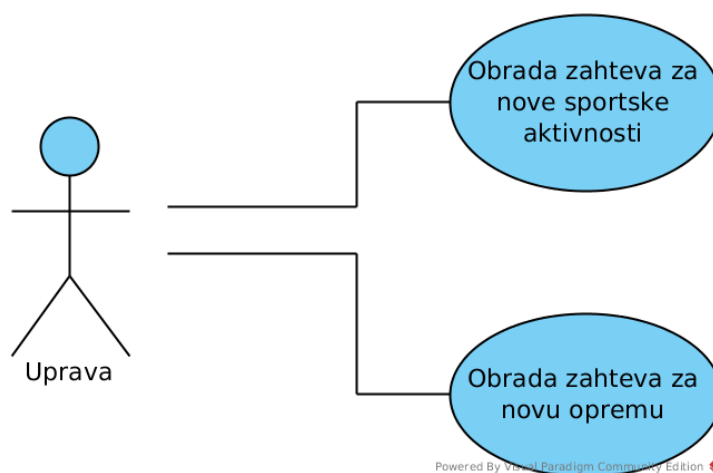 Obrada zahteva za
nove sportske
aktivnosti
Uprava
Obrada zahteva za
novu opremu
Powered By Visual Paradigm Community Edition